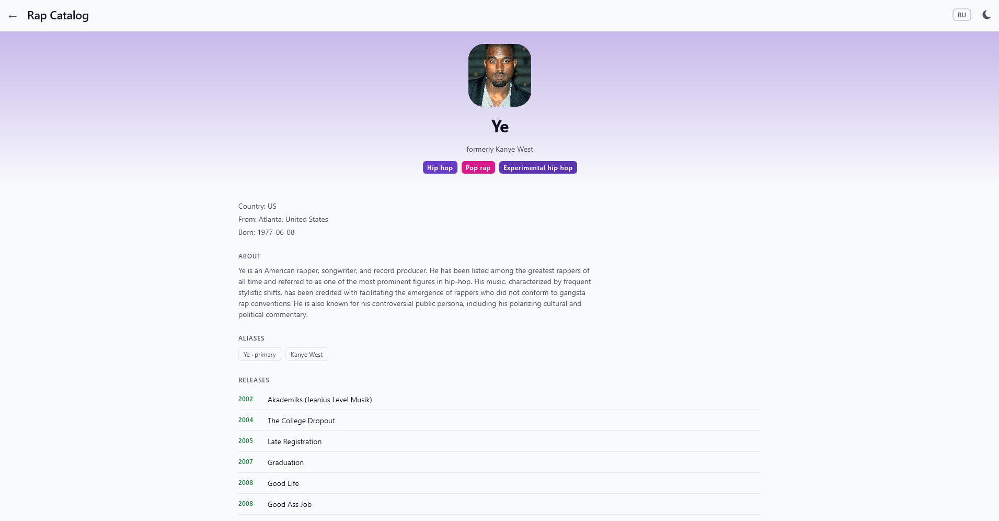 ← Rap Catalog
RU
Ye
formerly Kanye West
Hip hop Pop rap Experimental hip hop
Country: US
From: Atlanta, United States
Born: 1977-06-08
ABOUT
Ye is an American rapper, songwriter, and record producer. He has been listed among the greatest rappers of
all time and referred to as one of the most prominent figures in hip-hop. His music, characterized by frequent
stylistic shifts, has been credited with facilitating the emergence of rappers who did not conform to gangsta
rap conventions. He is also known for his controversial public persona, including his polarizing cultural and
political commentary.
ALIASES
Ye · primary Kanye West
RELEASES
2002 Akademiks (Jeanius Level Musik)
2004 The College Dropout
2005 Late Registration
2007 Graduation
2008 Good Life
2008 Good Ass Job